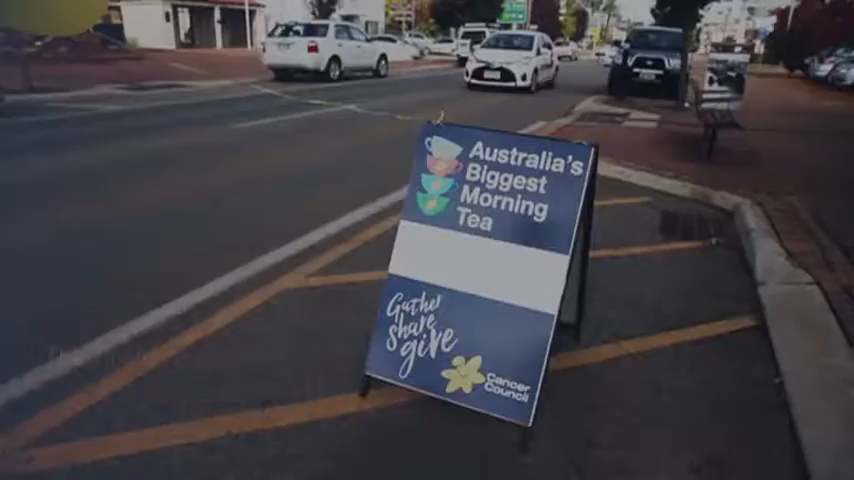 Australia's
Biggest
Morning
Tea
Gather
share
give
Cancer
Council